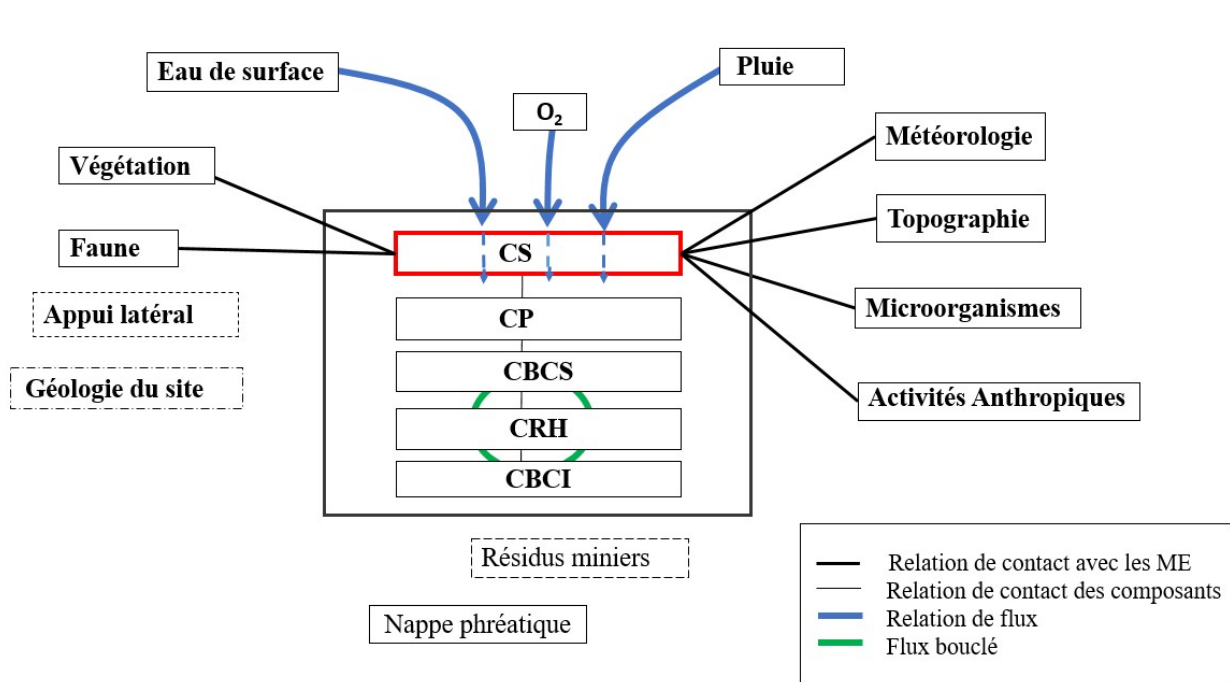 Eau de surface
Pluie
O₂
Météorologie
Végétation
Topographie
Faune
CS
Appui latéral
CP
Microorganismes
Géologie du site
CBCS
Activités Anthropiques
CRH
CBCI
Résidus miniers
Nappe phréatique
Relation de contact avec les ME
Relation de contact des composants
Relation de flux
Flux bouclé